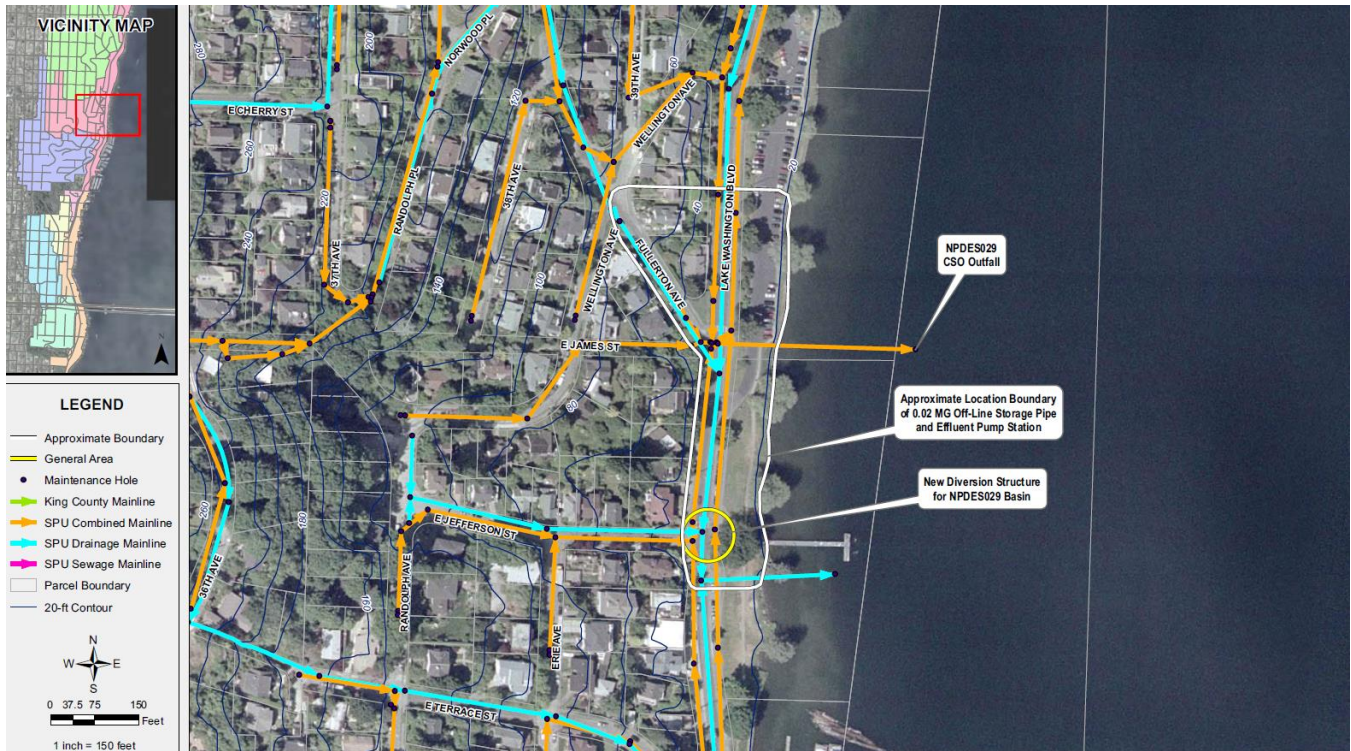 VICINITY MAP
LEGEND
Approximate Boundary
General Area
Maintenance Hole
King County Mainline
SPU Combined Mainline
SPU Drainage Mainline
SPU Sewage Mainline
Parcel Boundary
20-ft Contour
N
W
E
S
0 37.5 75 150
Feet
1 inch = 150 feet
280
200
NORWOOD PL
39TH AVE
60
E CHERRY ST
120
WELLINGTON AVE
260
RANDOLPH PL
38TH AVE
20
220
40
LAKE WASHINGTON BLVD
240
37TH AVE
140
100
WELLINGTON AVE
FULLERTON AVE
NPDES029
CSO Outfall
E JAMES ST
80
Approximate Location Boundary
of 0.02 MG Off-Line Storage Pipe
and Effluent Pump Station
New Diversion Structure
for NPDES029 Basin
260
180
E JEFFERSON ST
36TH AVE
RANDOLPH AVE
160
ERIE AVE
E TERRACE ST